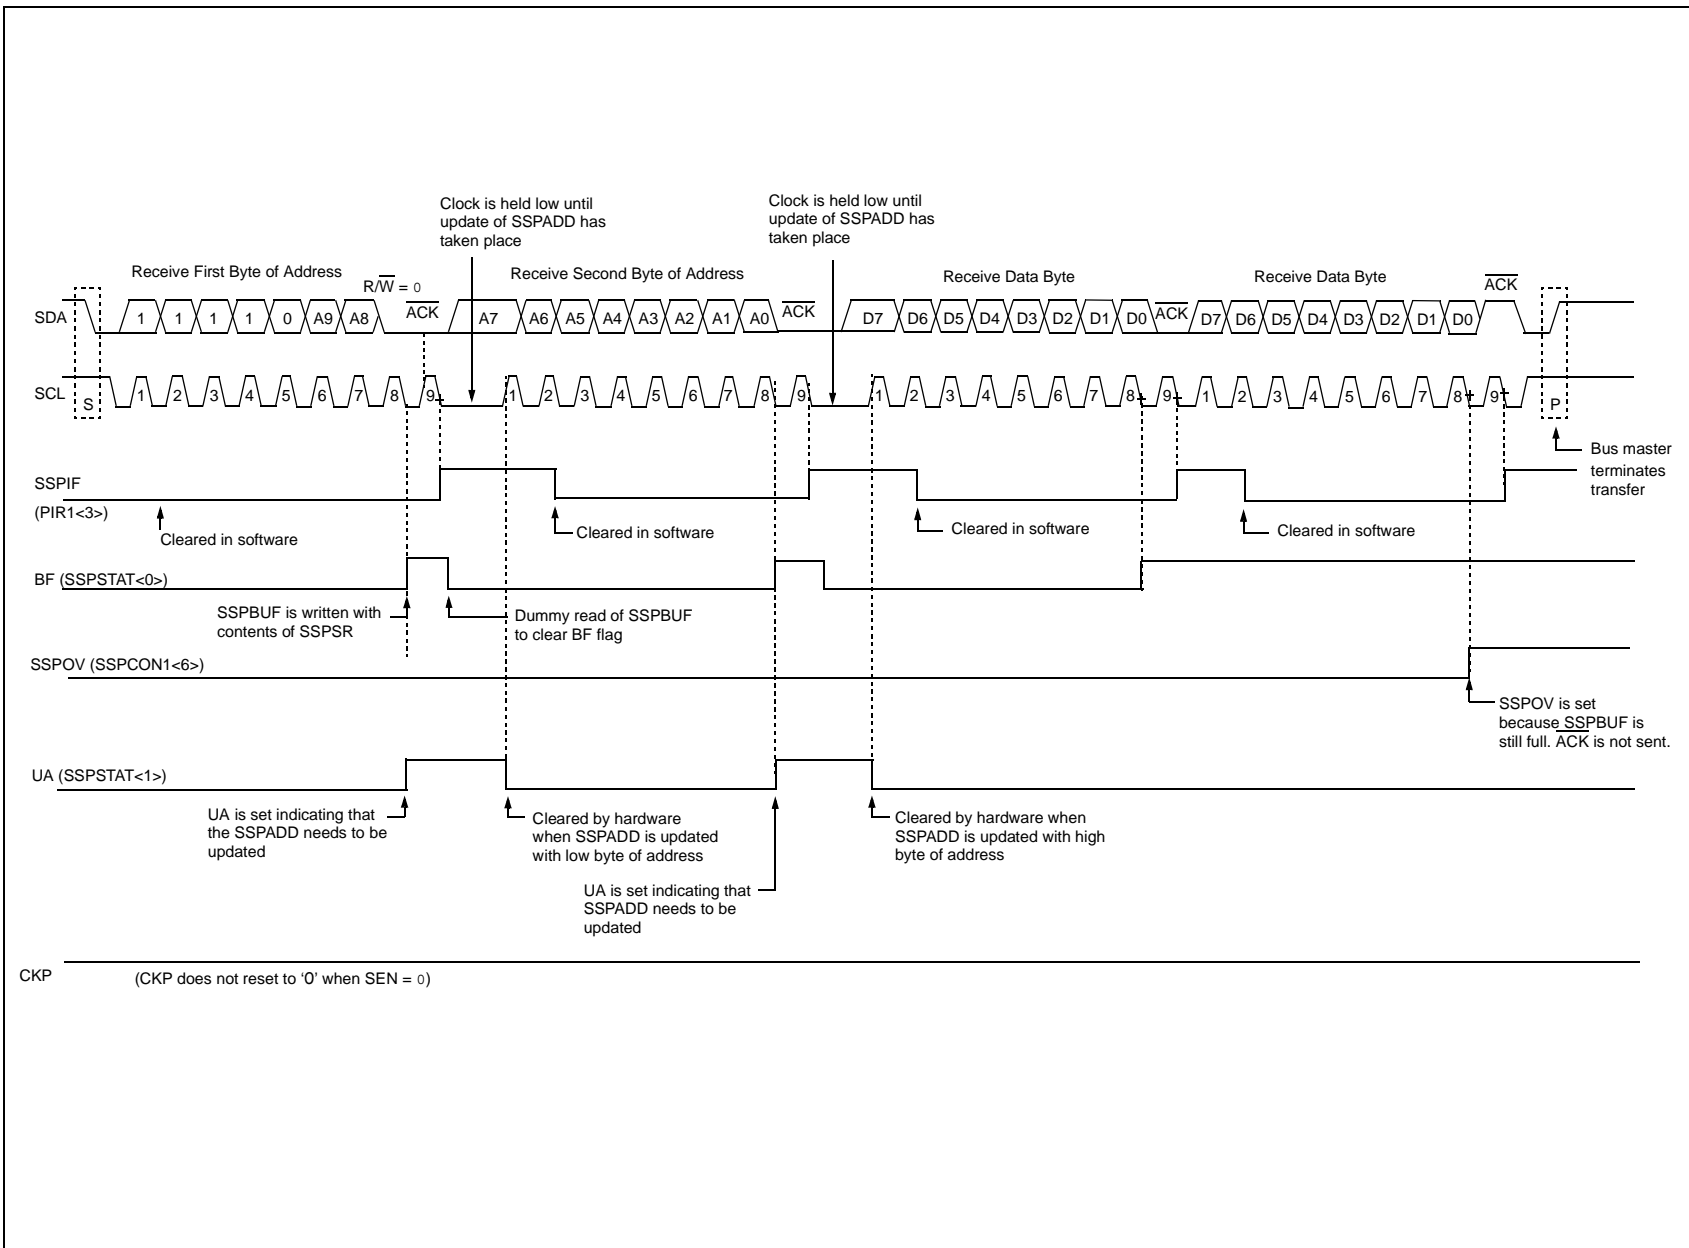 Clock is held low until
update of SSPADD has
taken place
Clock is held low until
update of SSPADD has
taken place
Receive First Byte of Address
R/W = 0
ACK
Receive Second Byte of Address
ACK
Receive Data Byte
ACK
Receive Data Byte
ACK
SDA
1 1 1 1 0 A9 A8
A7 A6 A5 A4 A3 A2 A1 A0
D7 D6 D5 D4 D3 D2 D1 D0
D7 D6 D5 D4 D3 D2 D1 D0
SCL
S
1 2 3 4 5 6 7 8 9
1 2 3 4 5 6 7 8 9
1 2 3 4 5 6 7 8 9
1 2 3 4 5 6 7 8 9
P
Bus master
terminates
transfer
SSPIF
(PIR1<3>)
Cleared in software
Cleared in software
Cleared in software
Cleared in software
BF (SSPSTAT<0>)
SSPBUF is written with
contents of SSPSR
Dummy read of SSPBUF
to clear BF flag
SSPOV (SSPCON1<6>)
SSPOV is set
because SSPBUF is
still full. ACK is not sent.
UA (SSPSTAT<1>)
UA is set indicating that
the SSPADD needs to be
updated
Cleared by hardware
when SSPADD is updated
with low byte of address
UA is set indicating that
SSPADD needs to be
updated
Cleared by hardware when
SSPADD is updated with high
byte of address
CKP
(CKP does not reset to ‘0’ when SEN = 0)